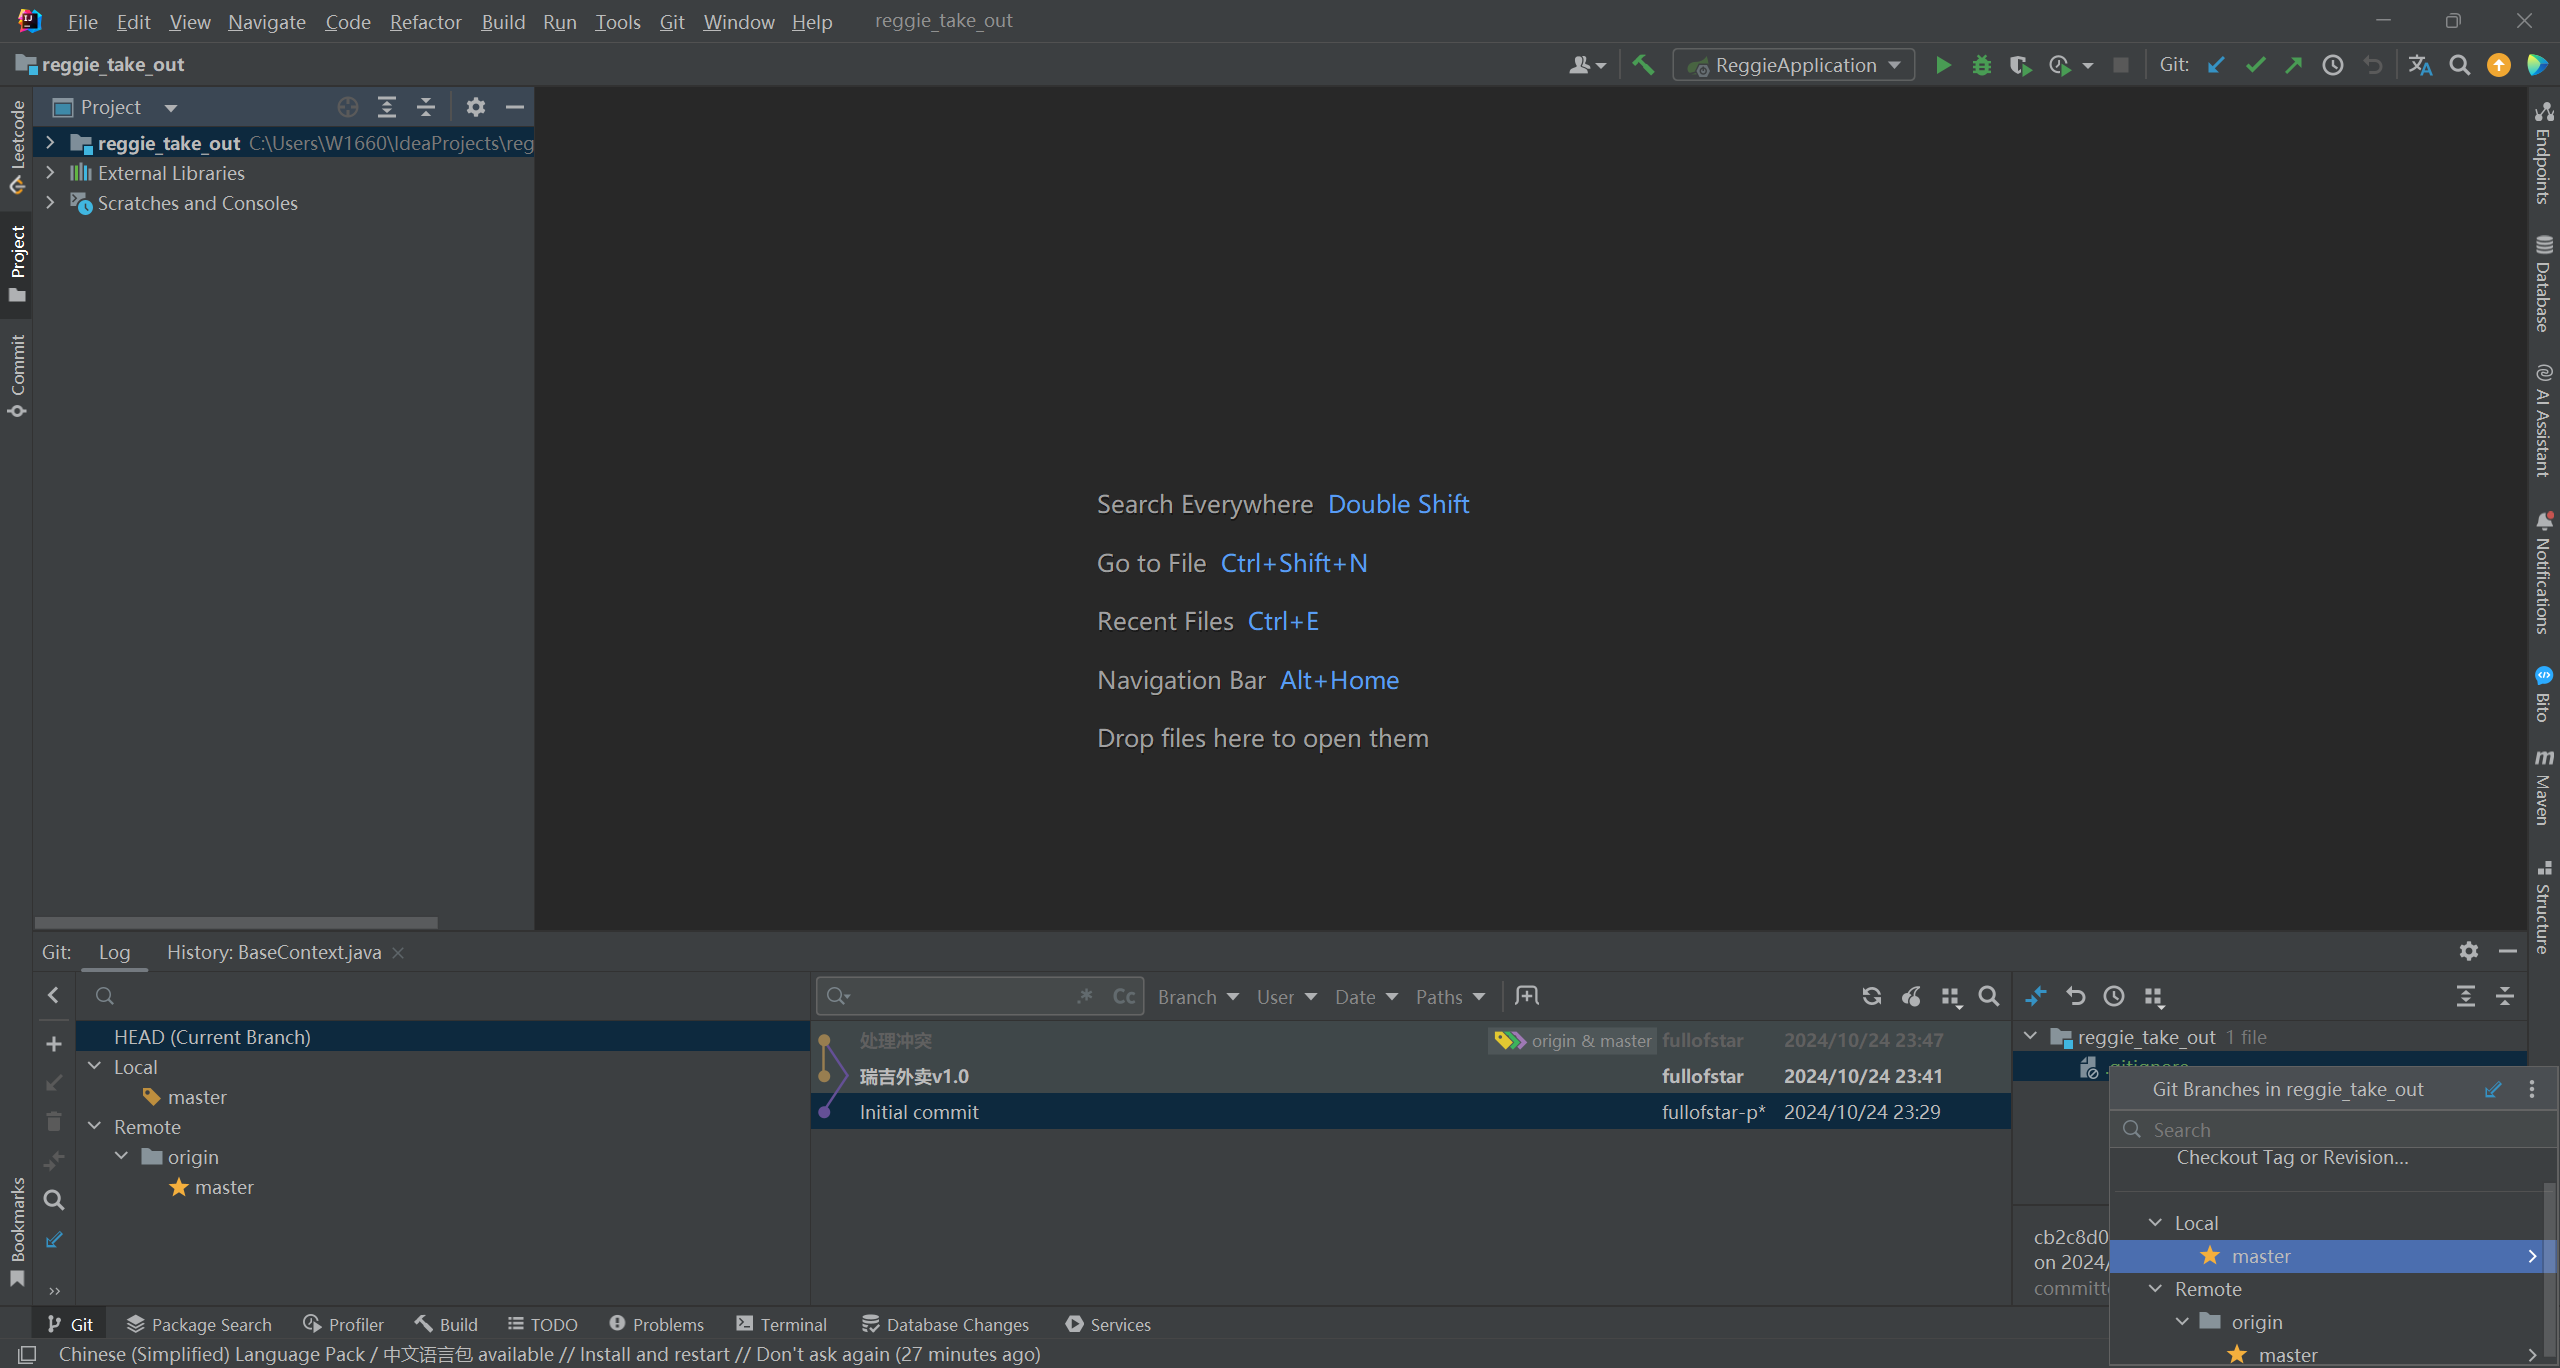 File Edit View Navigate Code Refactor Build Run Tools Git Window Help reggie_take_out
reggie_take_out
ReggieApplication
Git:
Project
reggie_take_out C:\Users\W1660\IdeaProjects\reg
External Libraries
Scratches and Consoles
Leetcode
Project
Commit
Bookmarks
Search Everywhere Double Shift
Go to File Ctrl+Shift+N
Recent Files Ctrl+E
Navigation Bar Alt+Home
Drop files here to open them
Endpoints
Database
AI Assistant
Notifications
Bito
Maven
Structure
Git: Log History: BaseContext.java
.* Cc Branch User Date Paths
HEAD (Current Branch)
Local
master
Remote
origin
master
处理冲突 origin & master fullofstar 2024/10/24 23:47
瑞吉外卖v1.0 fullofstar 2024/10/24 23:41
Initial commit fullofstar-p* 2024/10/24 23:29
reggie_take_out 1 file
.gitignore
cb2c8d0
on 2024/
committ
Git Branches in reggie_take_out
Search
Checkout Tag or Revision...
Local
master
Remote
origin
master
Git Package Search Profiler Build TODO Problems Terminal Database Changes Services
Chinese (Simplified) Language Pack / 中文语言包 available // Install and restart // Don't ask again (27 minutes ago)